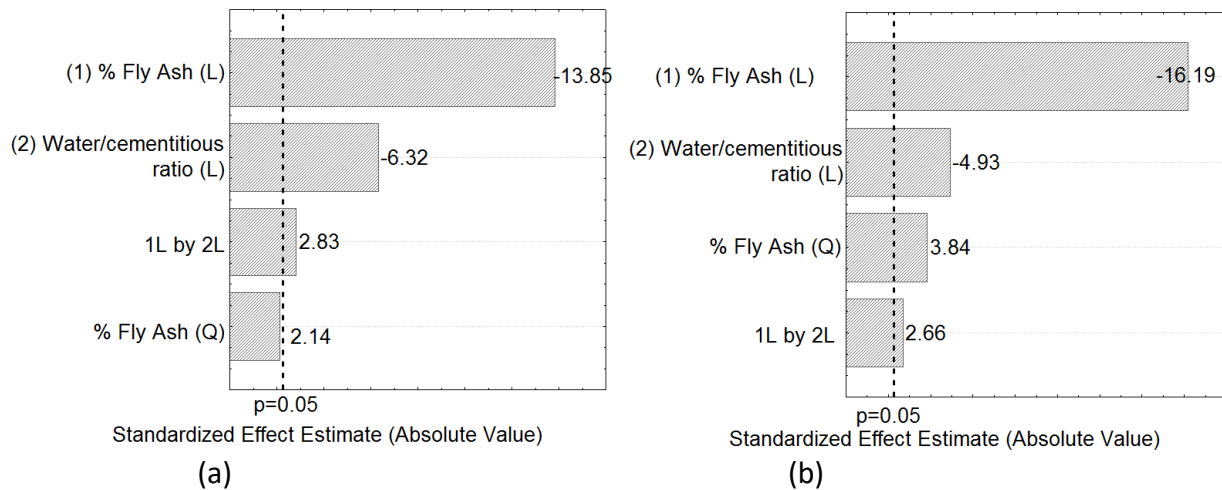 (1) % Fly Ash (L)
-13.85
(2) Water/cementitious
ratio (L)
-6.32
1L by 2L
2.83
% Fly Ash (Q)
2.14
p=0.05
Standardized Effect Estimate (Absolute Value)
(a)
(1) % Fly Ash (L)
-16.19
(2) Water/cementitious
ratio (L)
-4.93
% Fly Ash (Q)
3.84
1L by 2L
2.66
p=0.05
Standardized Effect Estimate (Absolute Value)
(b)